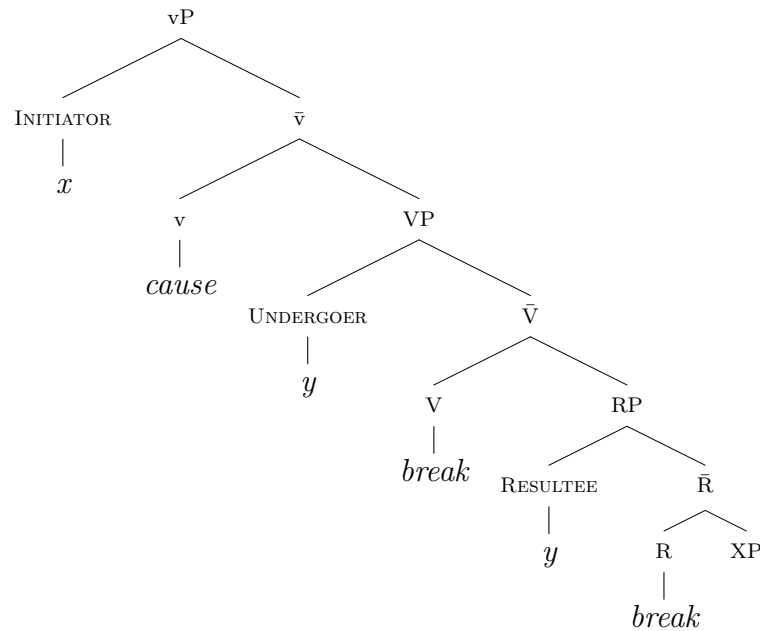 vP
INITIATOR v̄
x
v VP
cause
UNDERGOER V̄
y
V RP
break
RESULTEE R̄
y
R XP
break